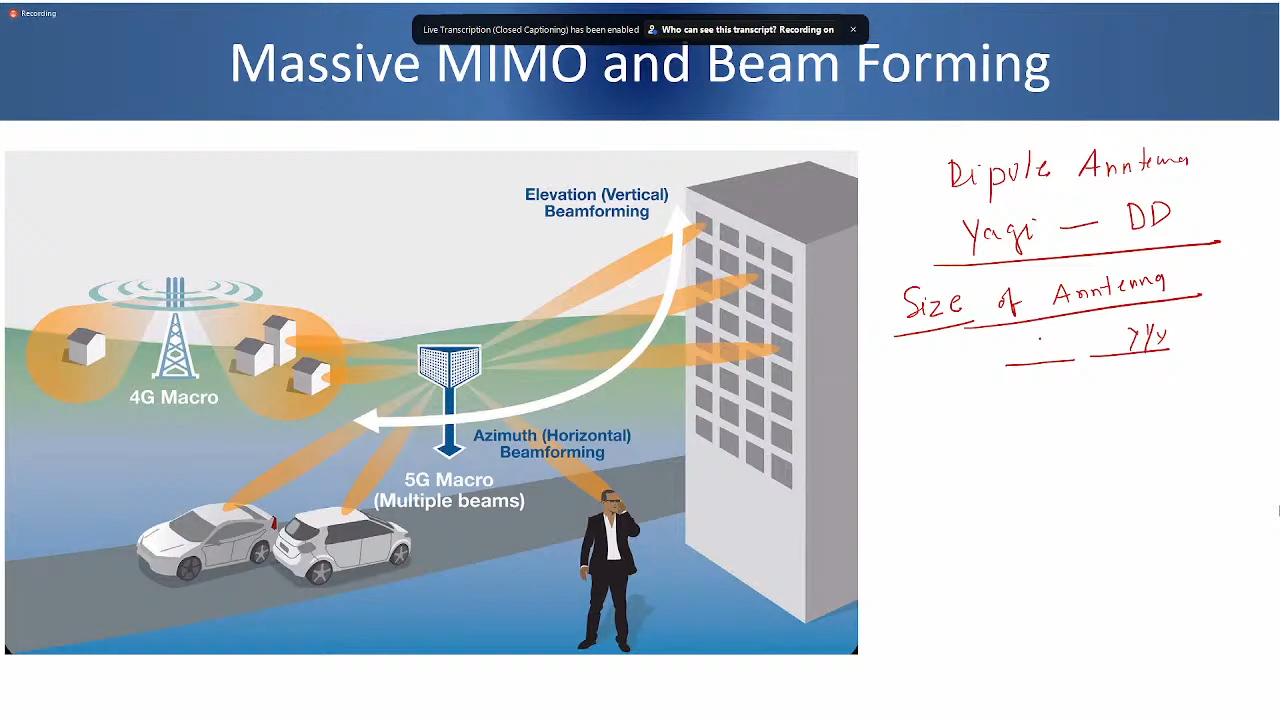 Recording
Live Transcription (Closed Captioning) has been enabled Who can see this transcript? Recording on
Massive MIMO and Beam Forming
Elevation (Vertical)
Beamforming
4G Macro
Azimuth (Horizontal)
Beamforming
5G Macro
(Multiple beams)
Dipole Anntenna
Yagi — DD
Size of Anntenna